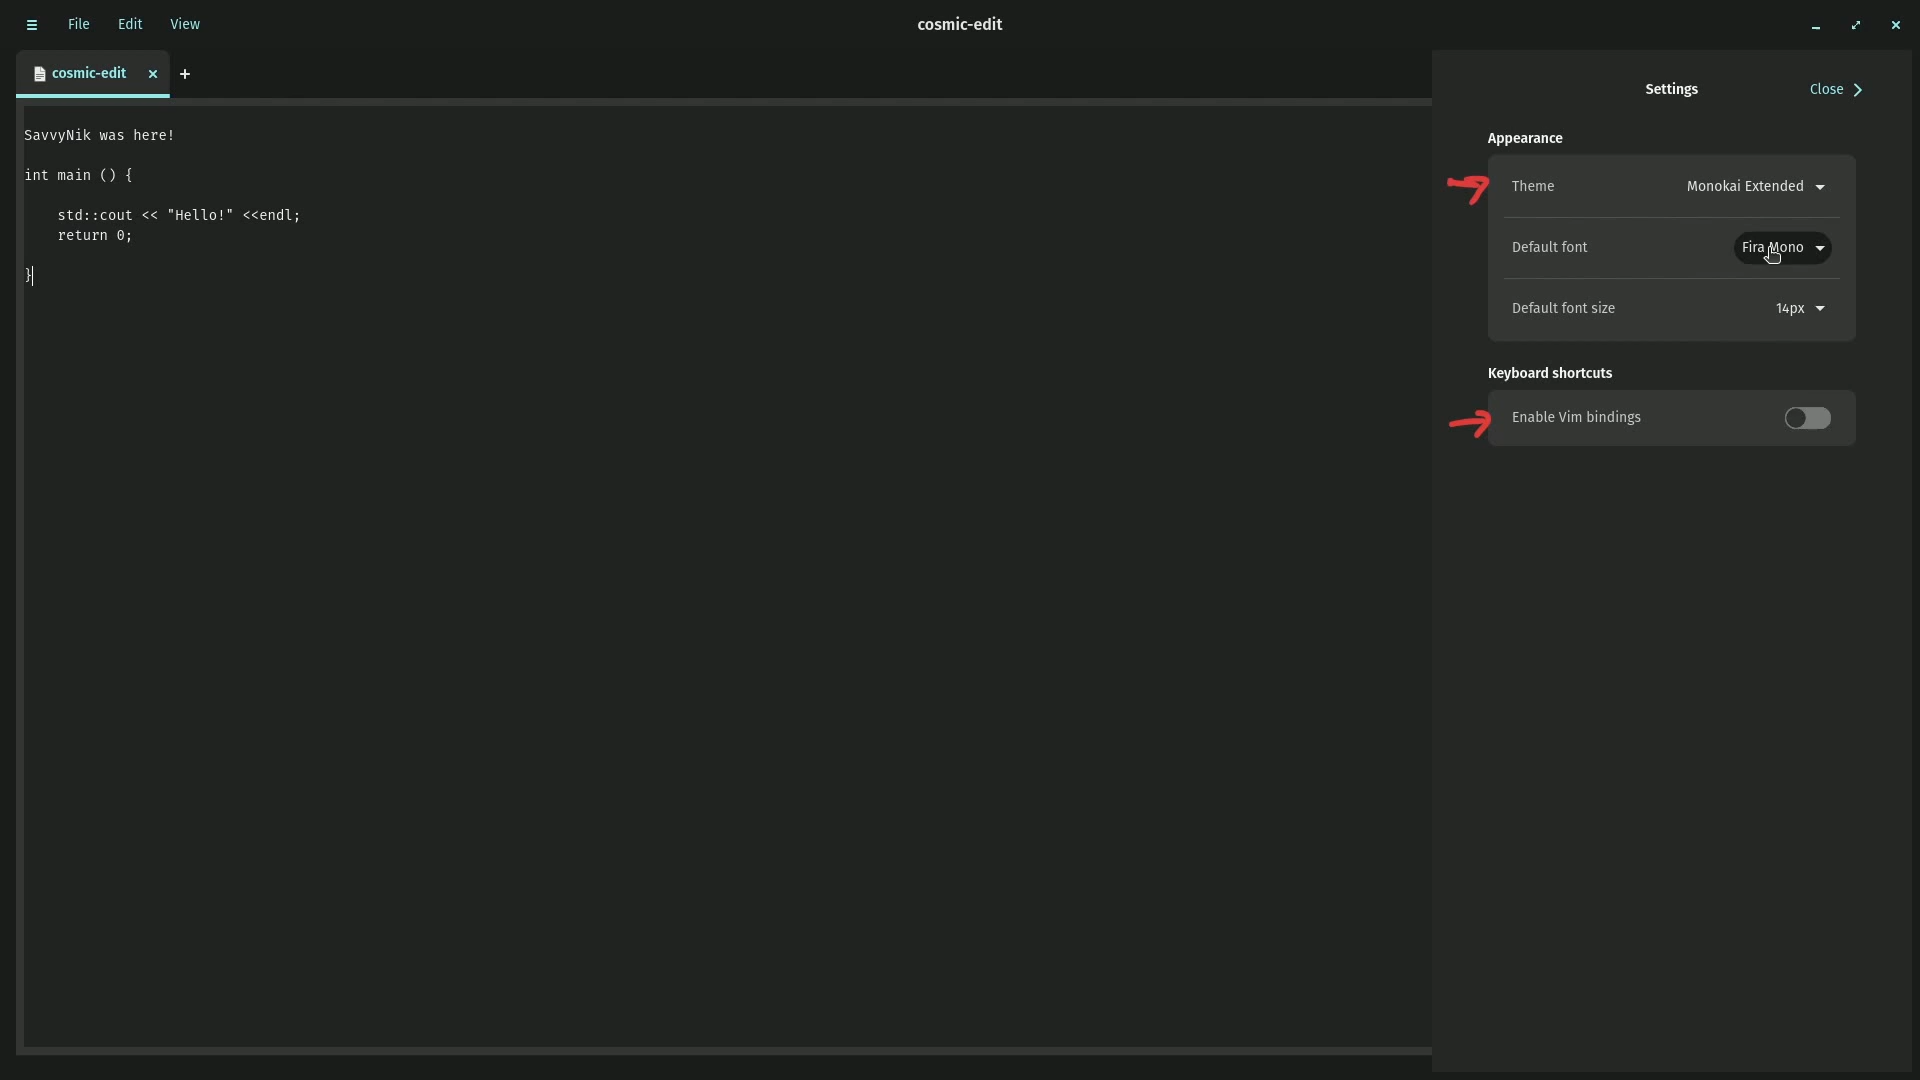 File Edit View
cosmic-edit
cosmic-edit
SavvyNik was here!
int main () {
    std::cout << "Hello!" <<endl;
    return 0;
}
Settings
Close
Appearance
Theme Monokai Extended
Default font Fira Mono
Default font size 14px
Keyboard shortcuts
Enable Vim bindings